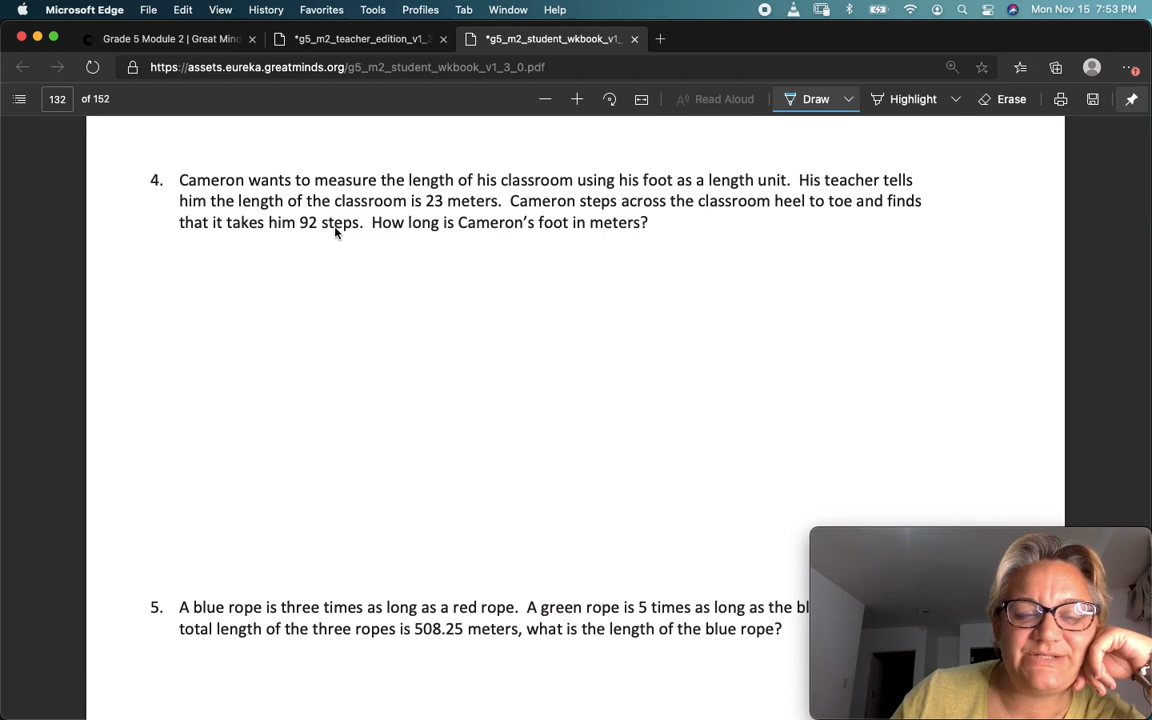 Microsoft Edge File Edit View History Favorites Tools Profiles Tab Window Help Mon Nov 15 7:53 PM
Grade 5 Module 2 | Great Min *g5_m2_teacher_edition_v1_ *g5_m2_student_wkbook_v1_
https://assets.eureka.greatminds.org/g5_m2_student_wkbook_v1_3_0.pdf
132 of 152 Read Aloud Draw Highlight Erase
4. Cameron wants to measure the length of his classroom using his foot as a length unit. His teacher tells
him the length of the classroom is 23 meters. Cameron steps across the classroom heel to toe and finds
that it takes him 92 steps. How long is Cameron's foot in meters?
5. A blue rope is three times as long as a red rope. A green rope is 5 times as long as the bl
total length of the three ropes is 508.25 meters, what is the length of the blue rope?